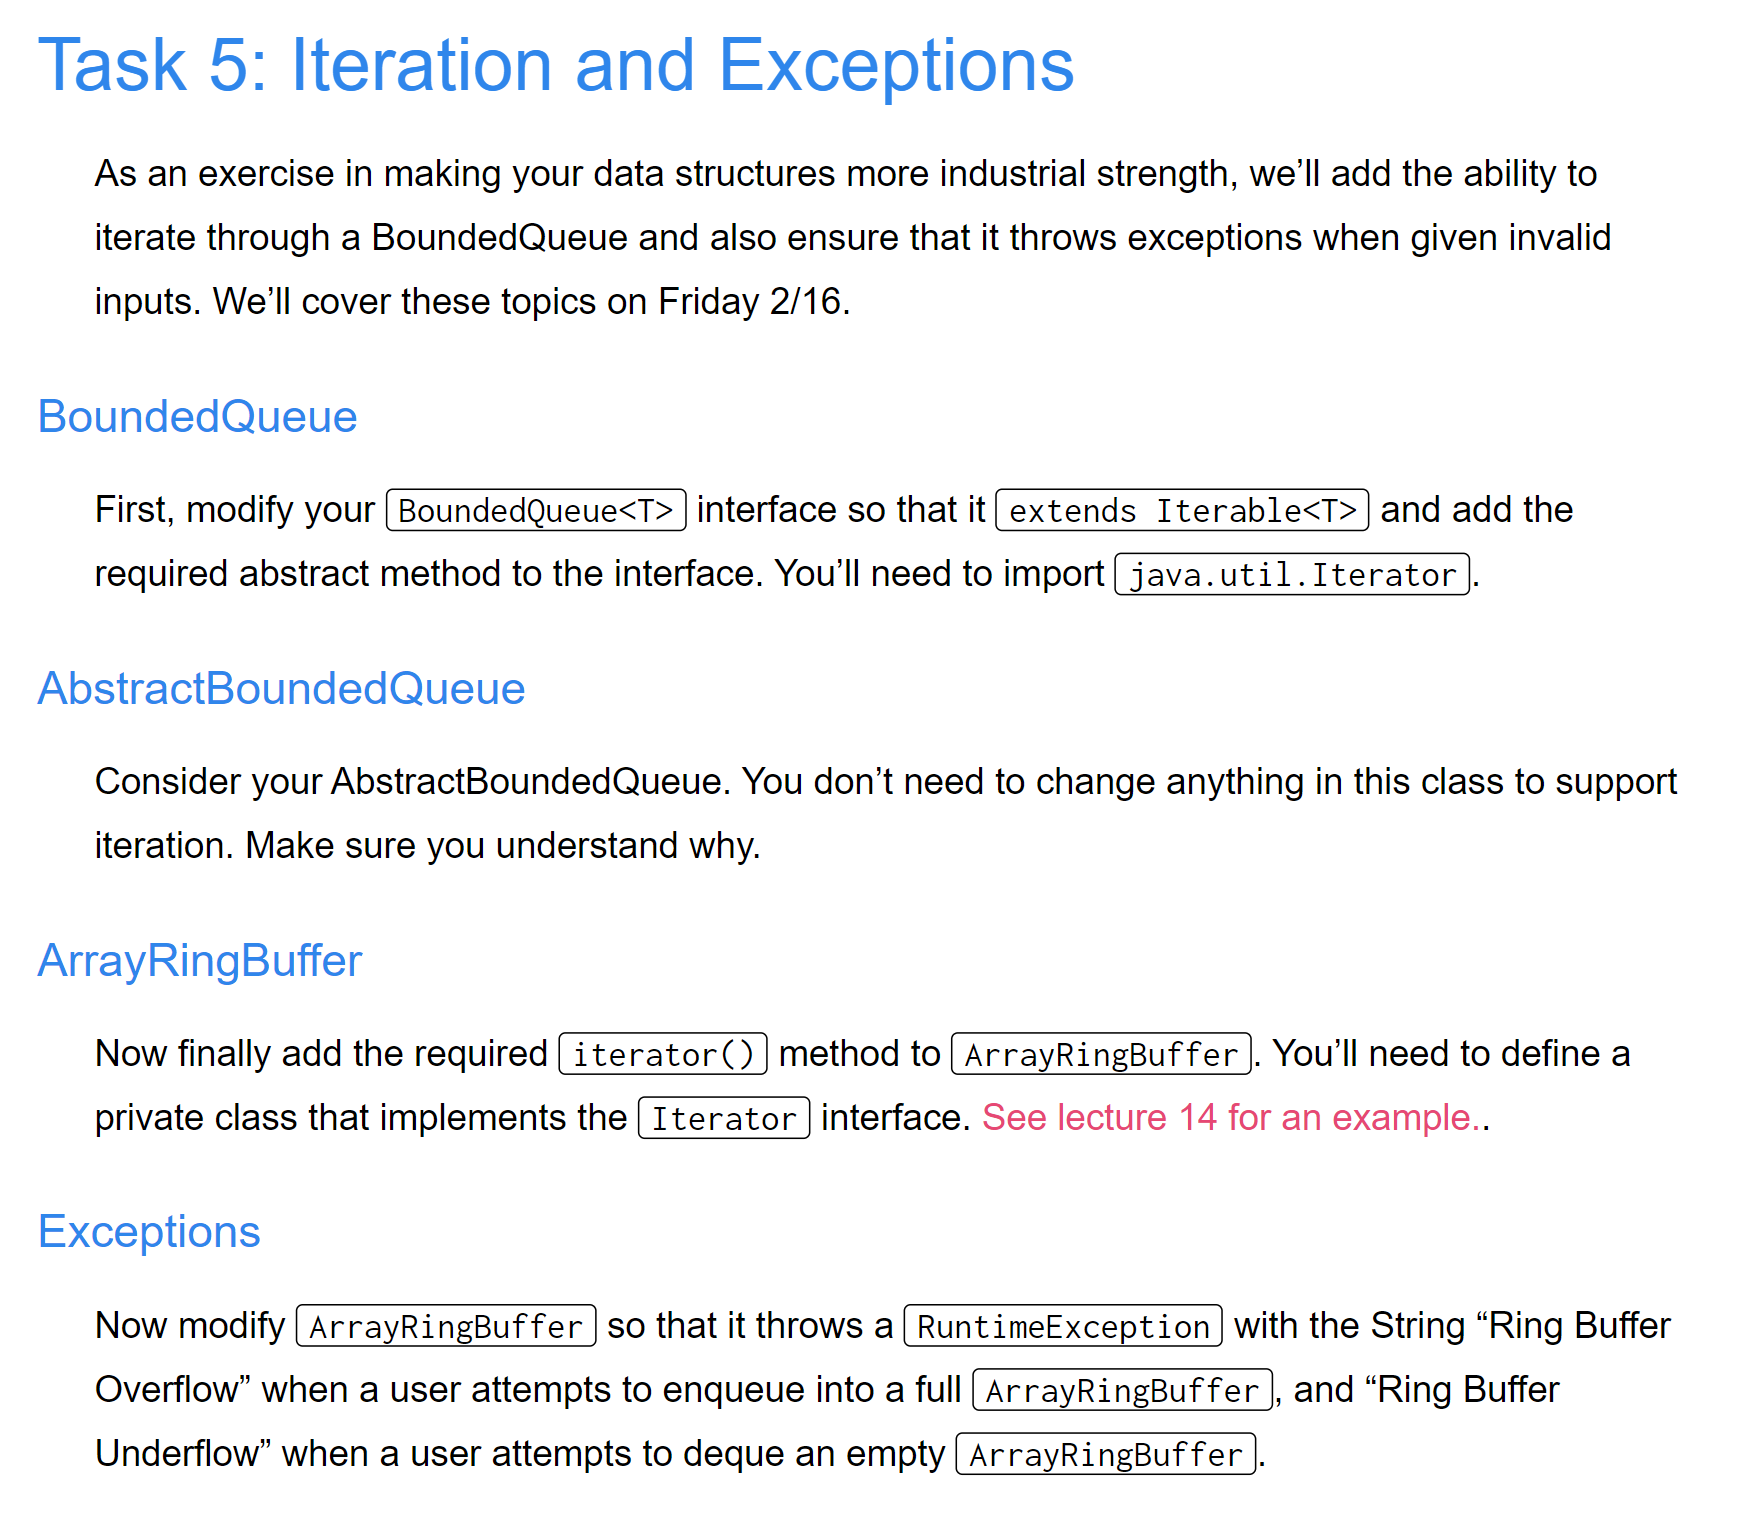 Task 5: Iteration and Exceptions
As an exercise in making your data structures more industrial strength, we’ll add the ability to
iterate through a BoundedQueue and also ensure that it throws exceptions when given invalid
inputs. We’ll cover these topics on Friday 2/16.
BoundedQueue
First, modify your BoundedQueue<T> interface so that it extends Iterable<T> and add the
required abstract method to the interface. You’ll need to import java.util.Iterator.
AbstractBoundedQueue
Consider your AbstractBoundedQueue. You don’t need to change anything in this class to support
iteration. Make sure you understand why.
ArrayRingBuffer
Now finally add the required iterator() method to ArrayRingBuffer. You’ll need to define a
private class that implements the Iterator interface. See lecture 14 for an example..
Exceptions
Now modify ArrayRingBuffer so that it throws a RuntimeException with the String “Ring Buffer
Overflow” when a user attempts to enqueue into a full ArrayRingBuffer, and “Ring Buffer
Underflow” when a user attempts to deque an empty ArrayRingBuffer.